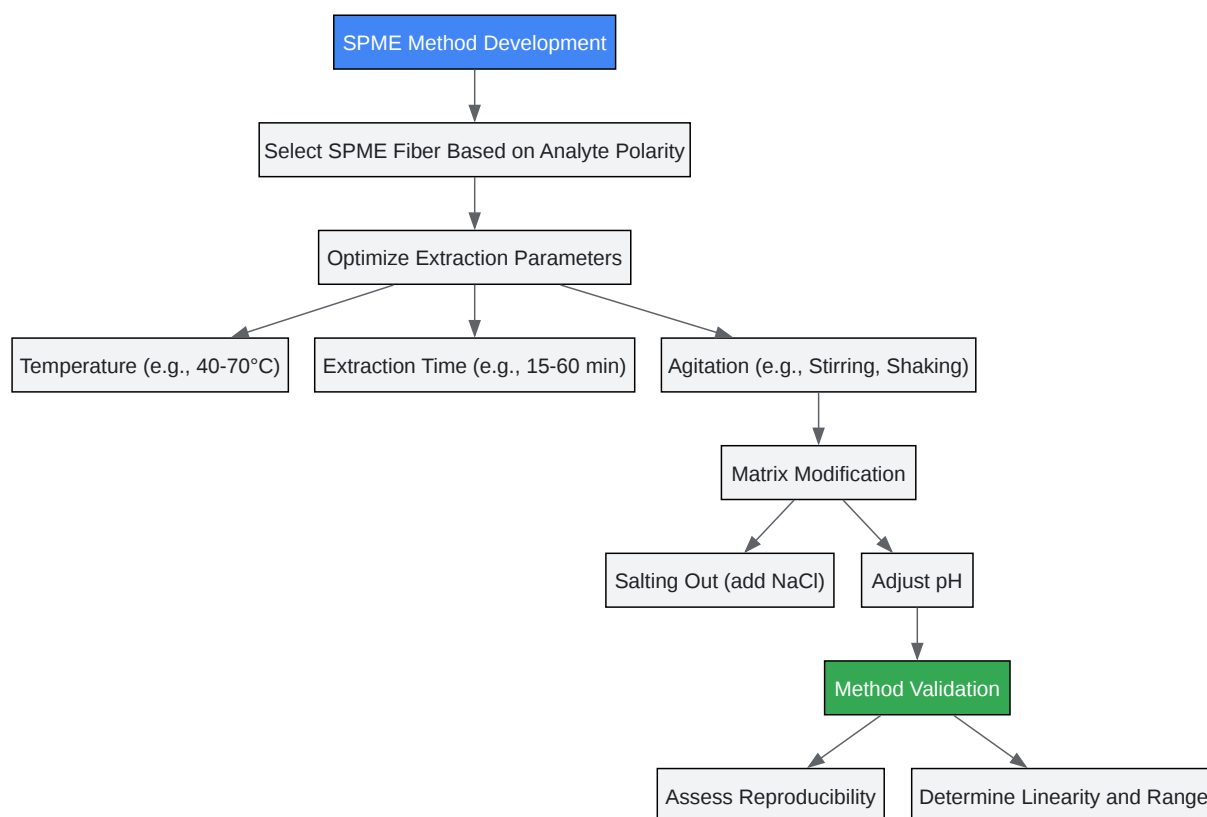 SPME Method Development
Select SPME Fiber Based on Analyte Polarity
Optimize Extraction Parameters
Temperature (e.g., 40-70°C)
Extraction Time (e.g., 15-60 min)
Agitation (e.g., Stirring, Shaking)
Matrix Modification
Salting Out (add NaCl)
Adjust pH
Method Validation
Assess Reproducibility
Determine Linearity and Range